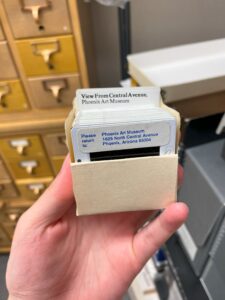 View From Central Avenue.
Phoenix Art Museum
Please return to:
Phoenix Art Museum
1625 North Central Avenue
Phoenix, Arizona 85004